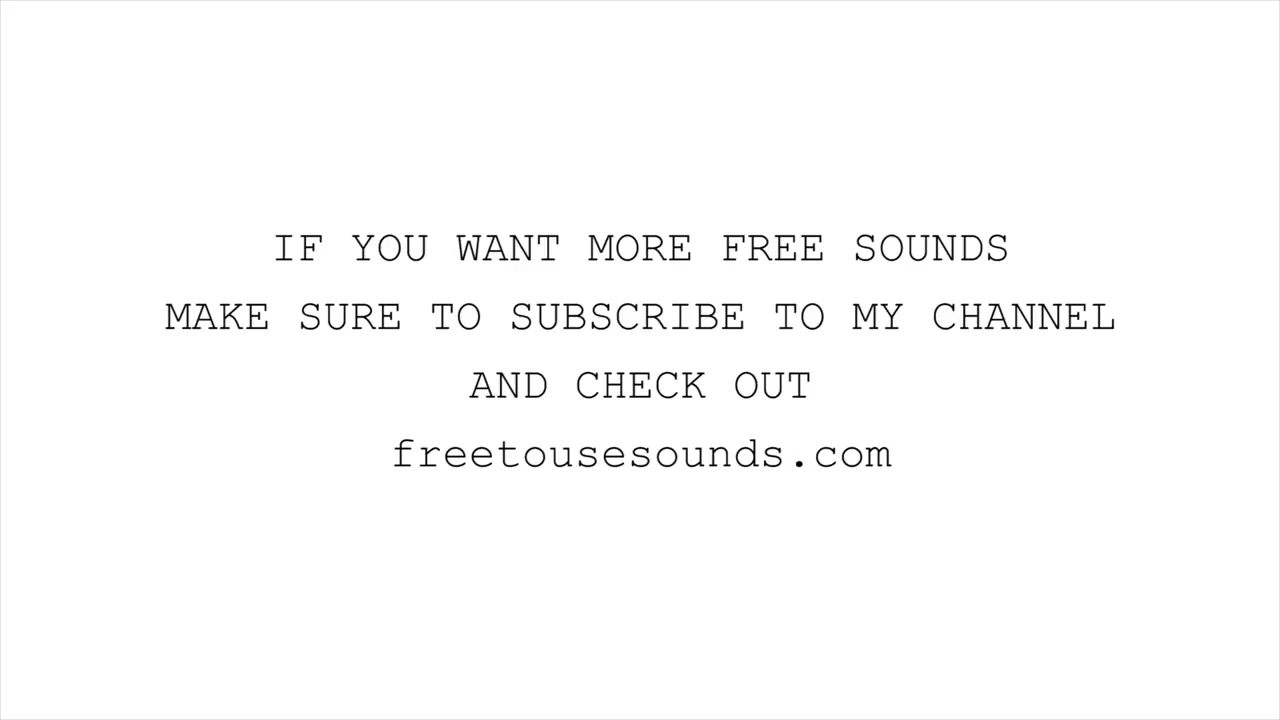 IF YOU WANT MORE FREE SOUNDS
MAKE SURE TO SUBSCRIBE TO MY CHANNEL
AND CHECK OUT
freetousesounds.com